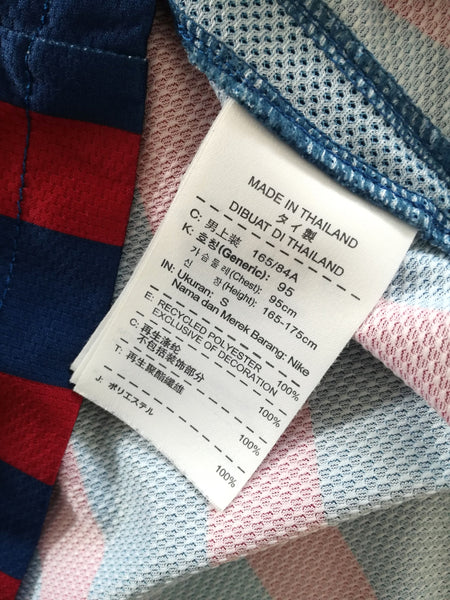 MADE IN THAILAND
タイ製
DIBUAT DI THAILAND
C: 男上装 165/84A
K: 호칭(Generic): 95
가슴둘레(Chest): 95cm
신 장(Height): 165-175cm
IN: Ukuran: S
Nama dan Merek Barang: Nike
E: RECYCLED POLYESTER 100%
EXCLUSIVE OF DECORATION
C: 再生涤纶 100%
不包括装饰部分
T: 再生聚酯纖維 100%
J: ポリエステル 100%